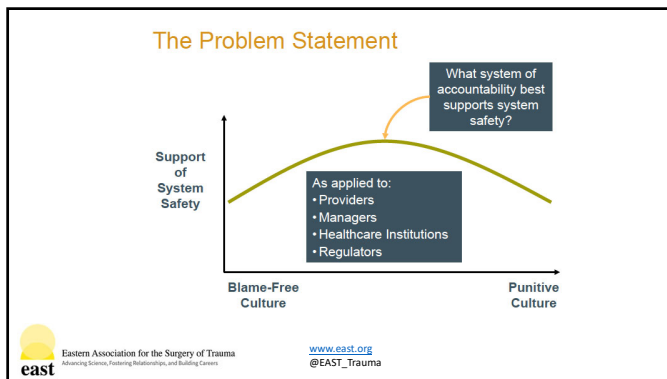 The Problem Statement
What system of
accountability best
supports system
safety?
Support
of
System
Safety
As applied to:
• Providers
• Managers
• Healthcare Institutions
• Regulators
Blame-Free
Culture
Punitive
Culture
east
Eastern Association for the Surgery of Trauma
Advancing Science, Fostering Relationships, and Building Careers
www.east.org
@EAST_Trauma